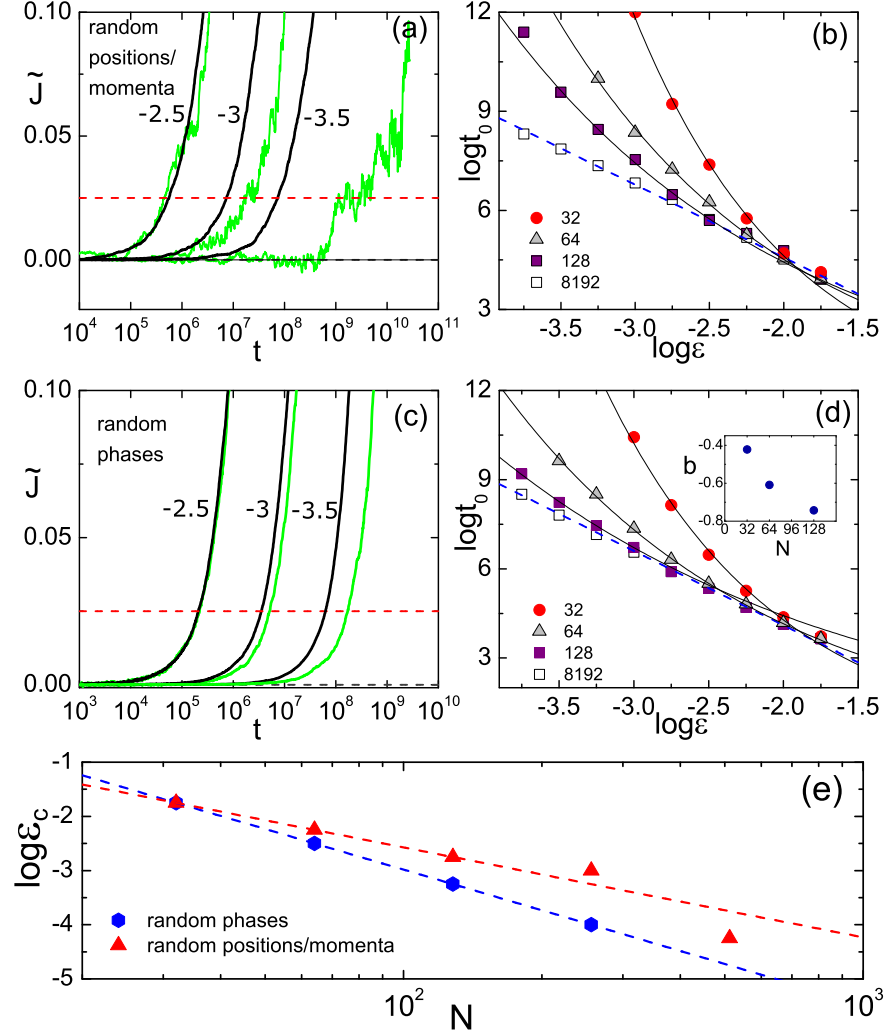 0.10
0.05
0.00
J̃
random
positions/
momenta
(a)
-2.5
-3
-3.5
10⁴ 10⁵ 10⁶ 10⁷ 10⁸ 10⁹ 10¹⁰ 10¹¹
t
12
9
6
3
logt₀
(b)
32
64
128
8192
-3.5 -3.0 -2.5 -2.0 -1.5
logε
0.10
0.05
0.00
J̃
random
phases
(c)
-2.5
-3
-3.5
10³ 10⁴ 10⁵ 10⁶ 10⁷ 10⁸ 10⁹ 10¹⁰
t
12
9
6
3
logt₀
(d)
-0.4
-0.6
-0.8
b
0 32 64 96 128
N
32
64
128
8192
-3.5 -3.0 -2.5 -2.0 -1.5
logε
-1
-2
-3
-4
-5
logε_c
(e)
random phases
random positions/momenta
10² 10³
N